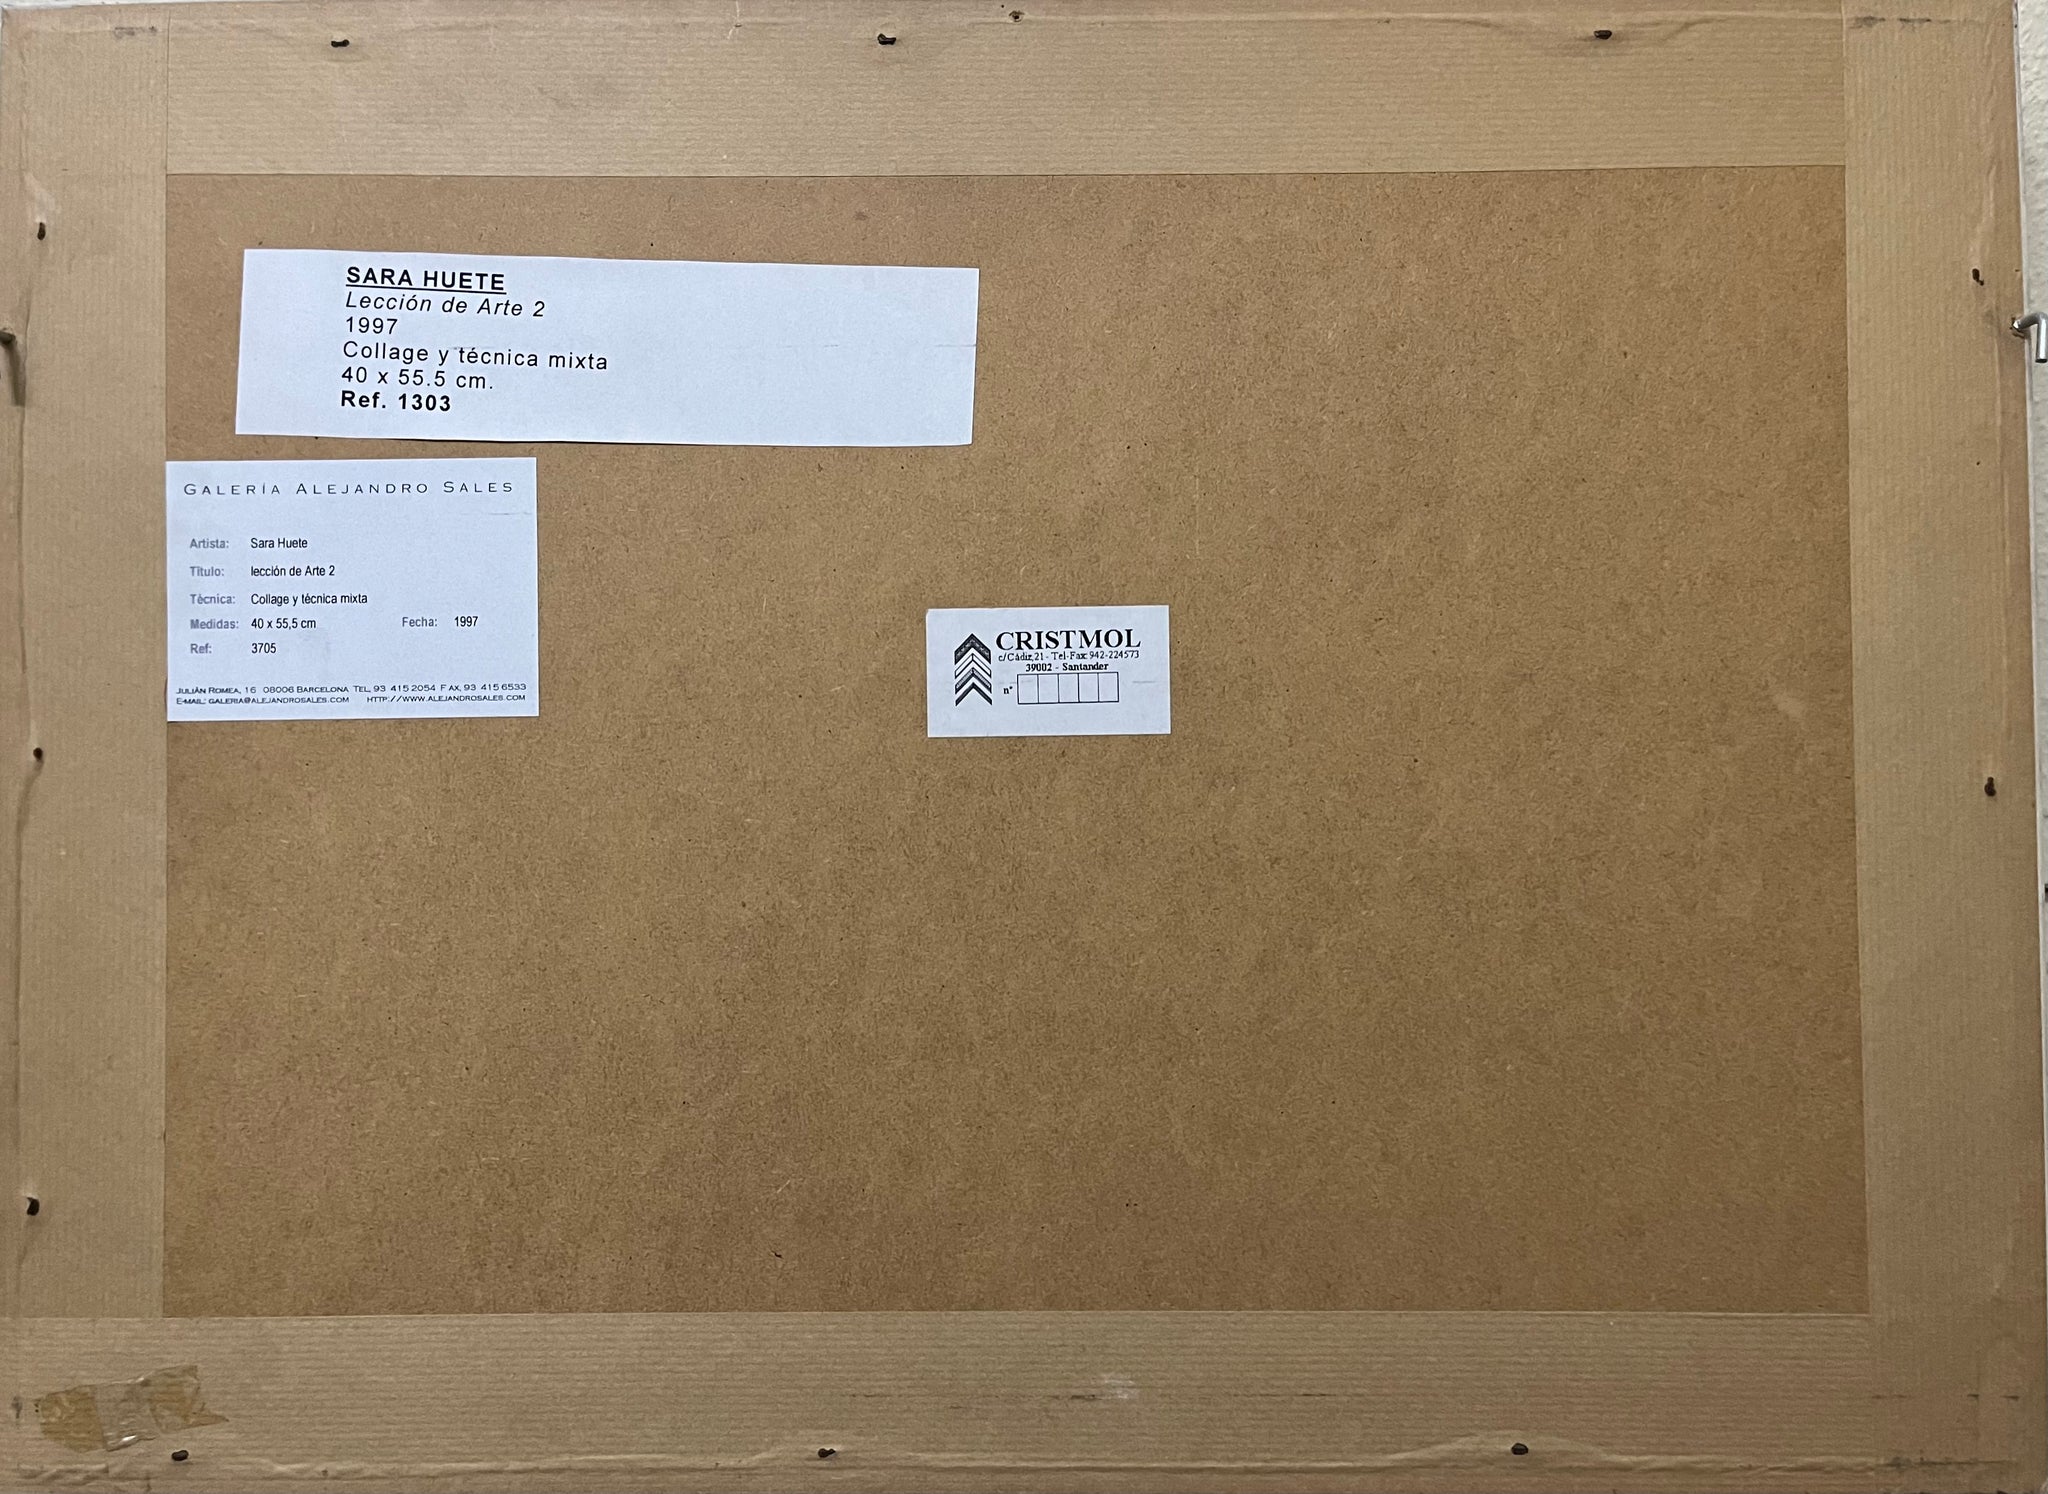 SARA HUETE
Lección de Arte 2
1997
Collage y técnica mixta
40 x 55.5 cm.
Ref. 1303
GALERÍA ALEJANDRO SALES
Artista: Sara Huete
Título: lección de Arte 2
Técnica: Collage y técnica mixta
Medidas: 40 x 55,5 cm Fecha: 1997
Ref: 3705
JULIÁN ROMEA, 16 08006 BARCELONA TEL, 93 415 2054 FAX, 93 415 6533
E-MAIL: GALERIA@ALEJANDROSALES.COM HTTP://WWW.ALEJANDROSALES.COM
CRISTMOL
c/Cádiz, 21 - Tel-Fax: 942-224573
39002 - Santander
nº